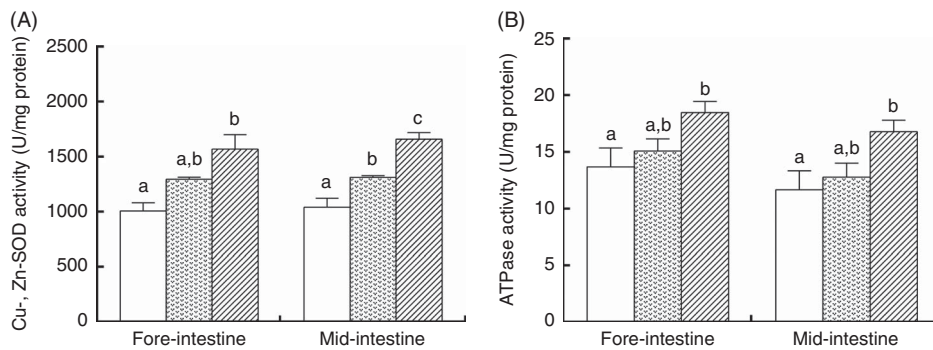 (A)
Cu-, Zn-SOD activity (U/mg protein)
2500
2000
1500
1000
500
0
a
a,b
b
a
b
c
Fore-intestine
Mid-intestine
(B)
ATPase activity (U/mg protein)
25
20
15
10
5
0
a
a,b
b
a
a,b
b
Fore-intestine
Mid-intestine